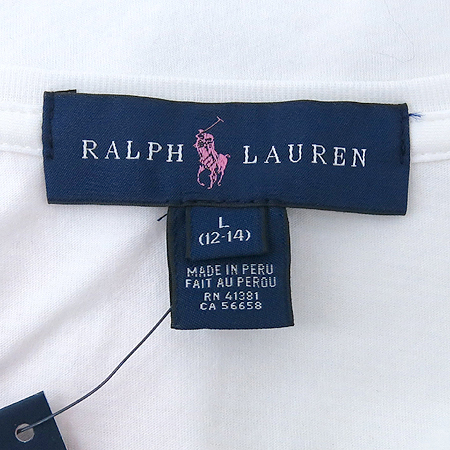 RALPH LAUREN
L
(12-14)
MADE IN PERU
FAIT AU PEROU
RN 41381
CA 56658